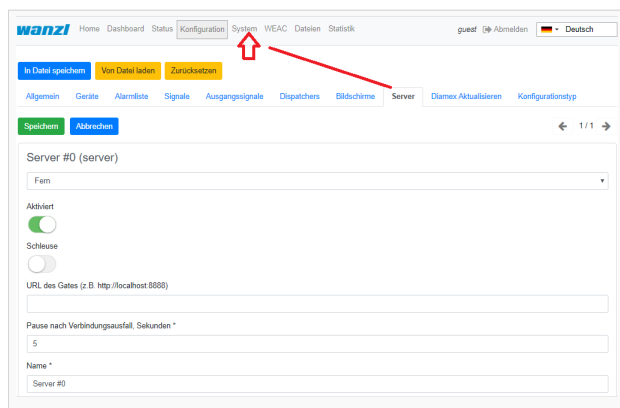 wanzl Home Dashboard Status Konfiguration System WEAC Dateien Statistik guest Abmelden Deutsch
In Datei speichern Von Datei laden Zurücksetzen
Allgemein Geräte Alarmliste Signale Ausgangssignale Dispatchers Bildschirme Server Diamex Aktualisieren Konfigurationstyp
Speichern Abbrechen 1 / 1
Server #0 (server)
Fern
Aktiviert
Schleuse
URL des Gates (z.B. http://localhost:8888)
Pause nach Verbindungsausfall, Sekunden *
5
Name *
Server #0